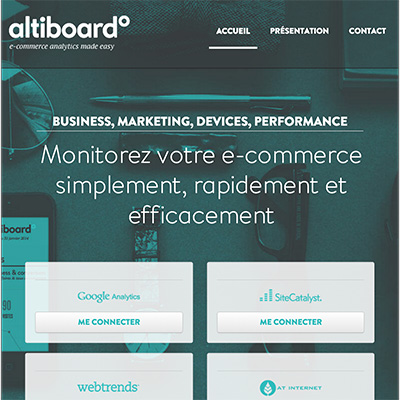 altiboard°
e-commerce analytics made easy
ACCUEIL PRÉSENTATION CONTACT
BUSINESS, MARKETING, DEVICES, PERFORMANCE
Monitorez votre e-commerce
simplement, rapidement et
efficacement
iboard°
Google Analytics
SiteCatalyst.
ME CONNECTER
ME CONNECTER
webtrends
AT INTERNET